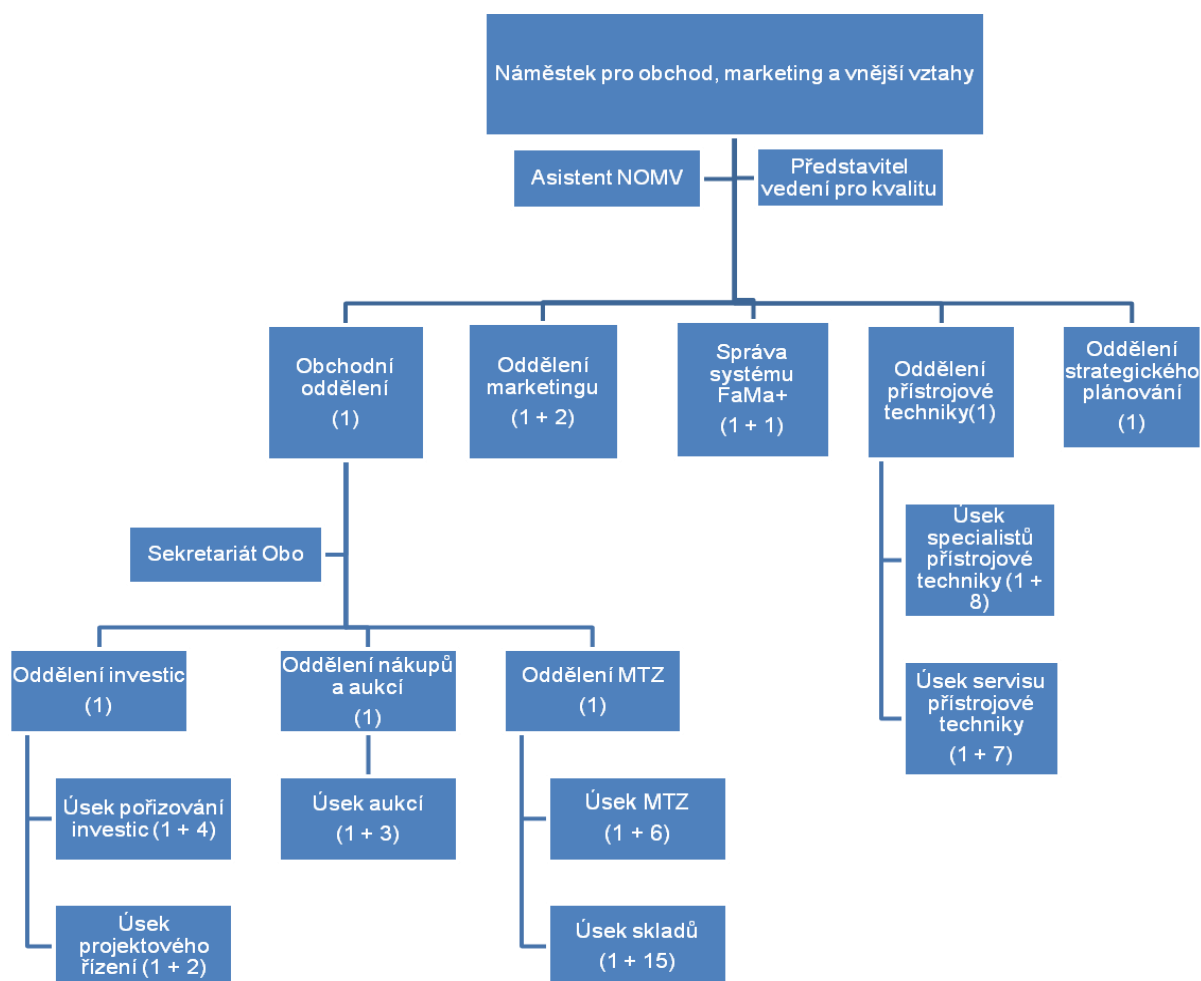 Náměstek pro obchod, marketing a vnější vztahy
Asistent NOMV
Představitel
vedení pro kvalitu
Obchodní
oddělení
(1)
Oddělení
marketingu
(1 + 2)
Správa
systému
FaMa+
(1 + 1)
Oddělení
přístrojové
techniky(1)
Oddělení
strategického
plánování
(1)
Sekretariát Obo
Úsek
specialistů
přístrojové
techniky (1 +
8)
Úsek servisu
přístrojové
techniky
(1 + 7)
Oddělení investic
(1)
Oddělení nákupů
a aukcí
(1)
Oddělení MTZ
(1)
Úsek pořizování
investic (1 + 4)
Úsek aukcí
(1 + 3)
Úsek MTZ
(1 + 6)
Úsek
projektového
řízení (1 + 2)
Úsek skladů
(1 + 15)